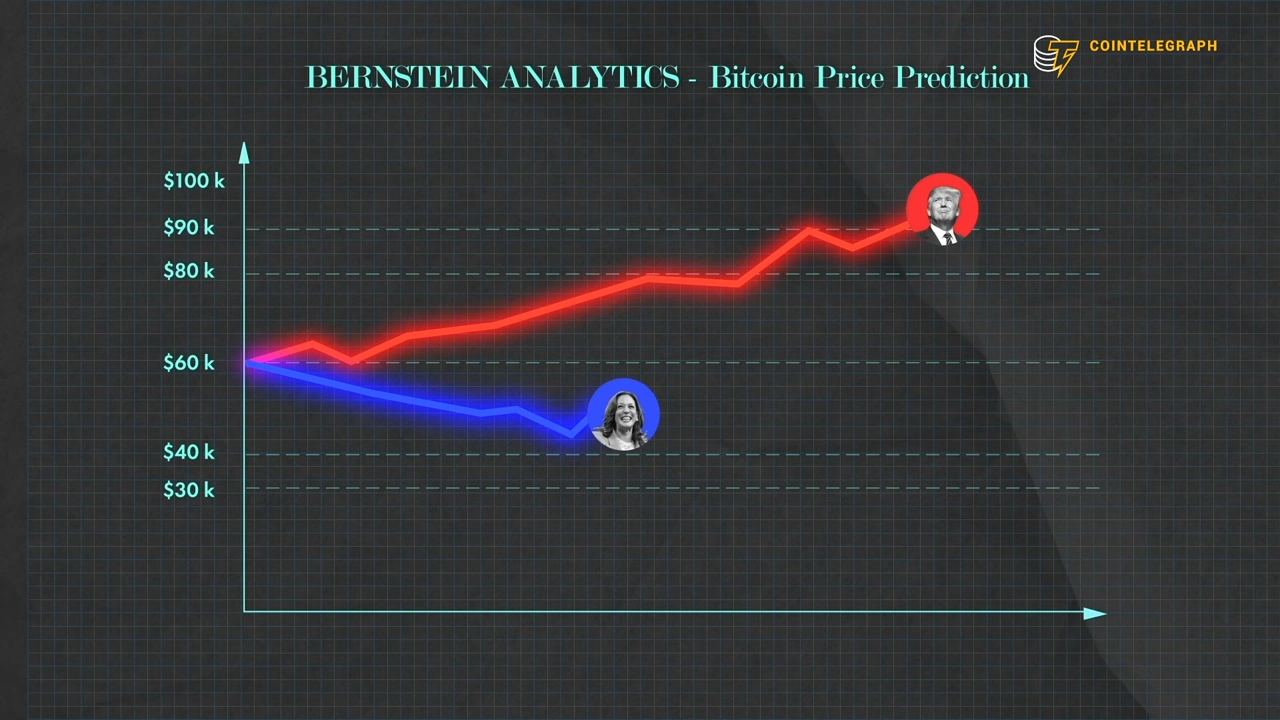 COINTELEGRAPH
BERNSTEIN ANALYTICS - Bitcoin Price Prediction
$100 k
$90 k
$80 k
$60 k
$40 k
$30 k